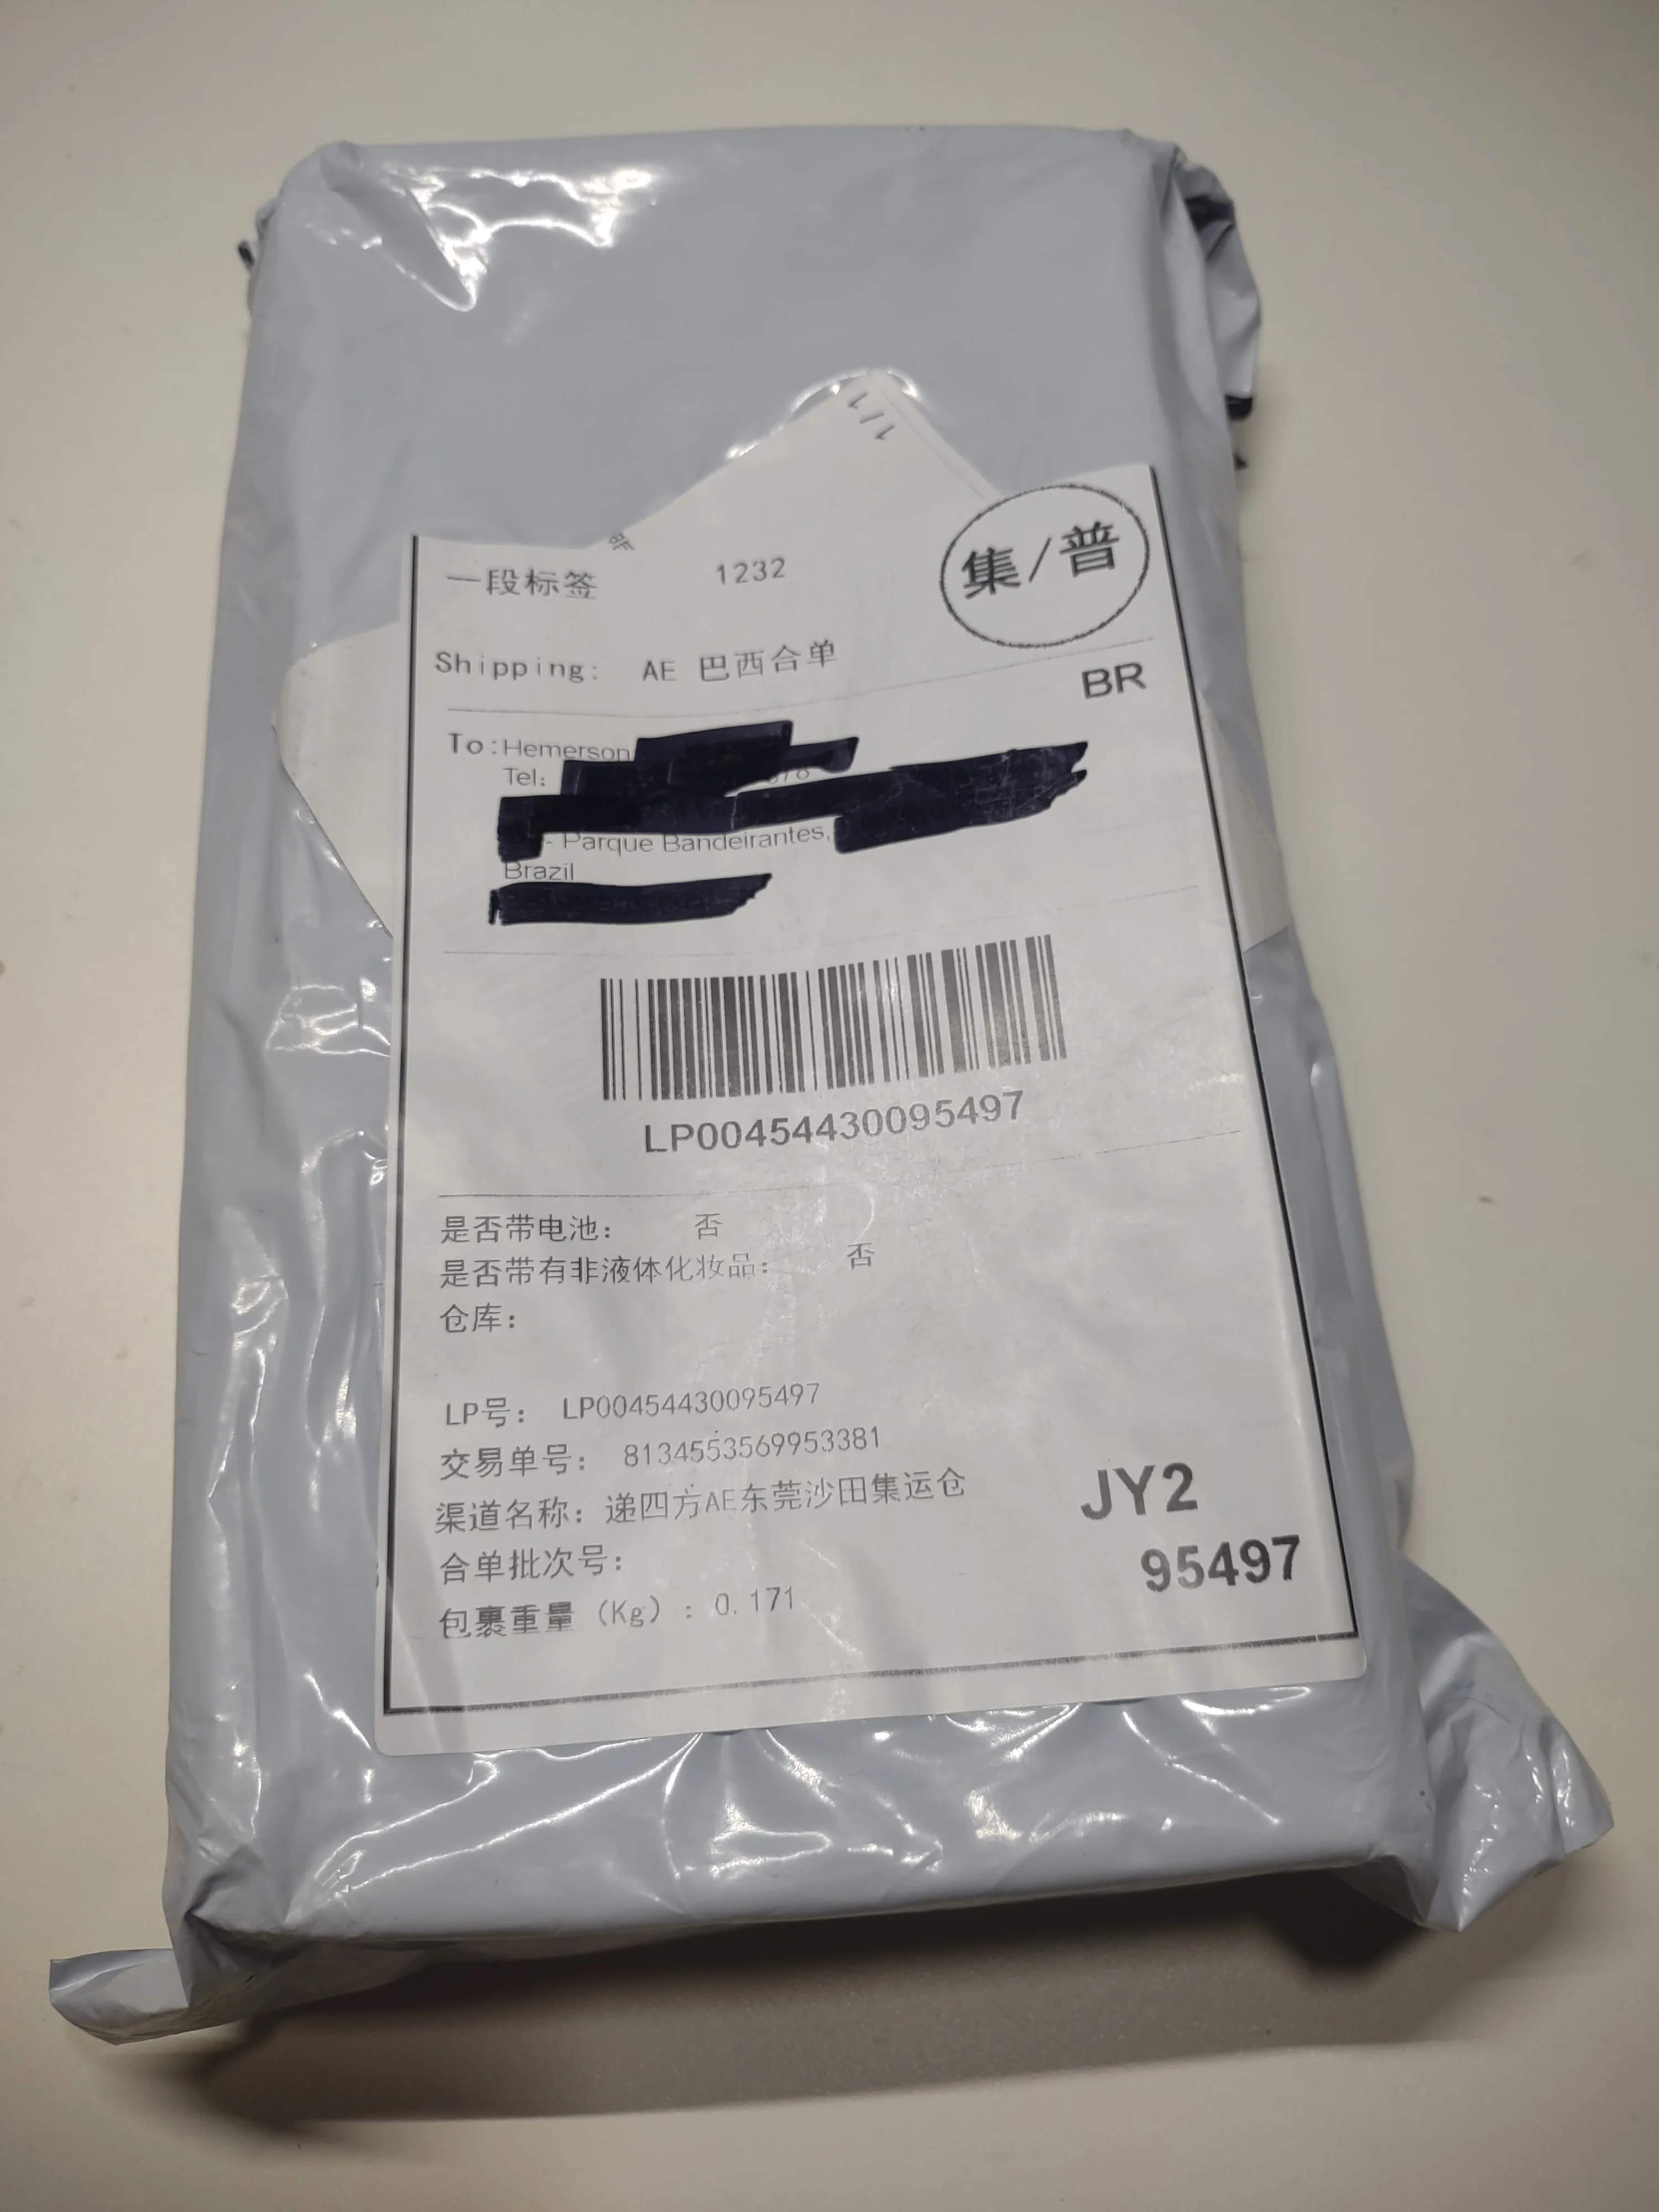 1/1
一段标签 1232 集/普
Shipping: AE 巴西合单
BR
To:Hemerson
Tel:
- Parque Bandeirantes,
Brazil
LP00454430095497
是否带电池： 否
是否带有非液体化妆品： 否
仓库：
LP号： LP00454430095497
交易单号： 8134553569953381
渠道名称：递四方AE东莞沙田集运仓
JY2
合单批次号：
95497
包裹重量（Kg）：0.171